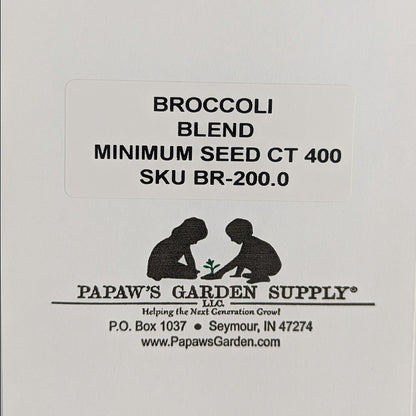 BROCCOLI
BLEND
MINIMUM SEED CT 400
SKU BR-200.0
PAPAW'S GARDEN SUPPLY®
LLC.
Helping the Next Generation Grow!
P.O. Box 1037 ● Seymour, IN 47274
www.PapawsGarden.com